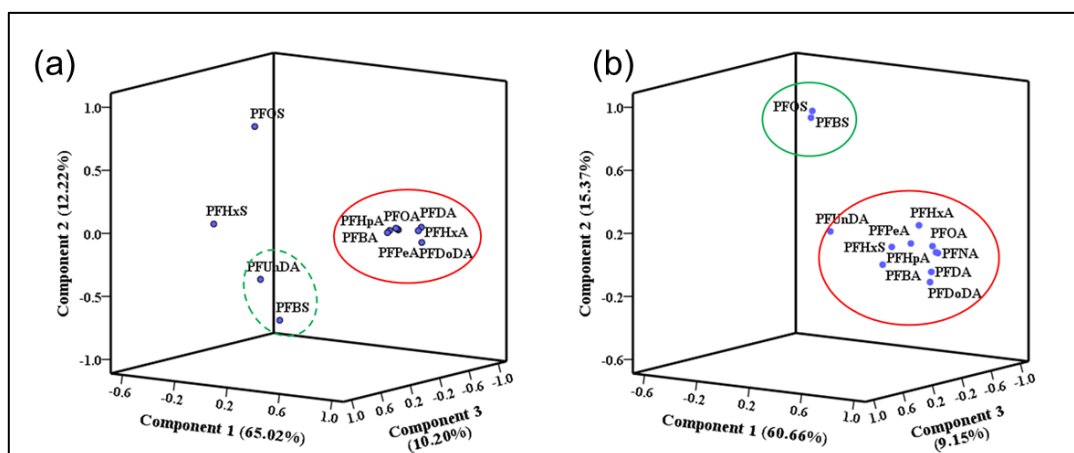 (a)
1.0
0.5
0.0
-0.5
-1.0
Component 2 (12.22%)
PFOS
PFHxS
PFUnDA
PFBS
PFHpA PFOA PFDA
PFBA PFHxA
PFPeA PFDoDA
-0.6
-0.2
0.2
0.6
1.0
Component 1 (65.02%)
1.0
0.6
0.2
-0.2
-0.6
-1.0
Component 3
(10.20%)
(b)
1.0
0.6
0.2
-0.2
-0.6
Component 2 (15.37%)
PFOS
PFBS
PFUnDA PFHxA
PFPeA PFOA
PFHxS PFNA
PFHpA
PFBA PFDA
PFDoDA
-0.6
-0.2
0.2
0.6
1.0
Component 1 (60.66%)
1.0
0.6
0.2
-0.2
-0.6
-1.0
Component 3
(9.15%)